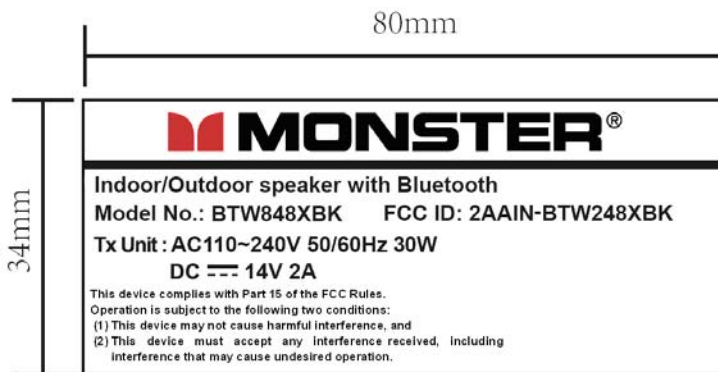 80mm
34mm
MONSTER®
Indoor/Outdoor speaker with Bluetooth
Model No.: BTW848XBK FCC ID: 2AAIN-BTW248XBK
Tx Unit : AC110~240V 50/60Hz 30W
DC ⎓ 14V 2A
This device complies with Part 15 of the FCC Rules.
Operation is subject to the following two conditions:
(1) This device may not cause harmful interference, and
(2) This device must accept any interference received, including
interference that may cause undesired operation.